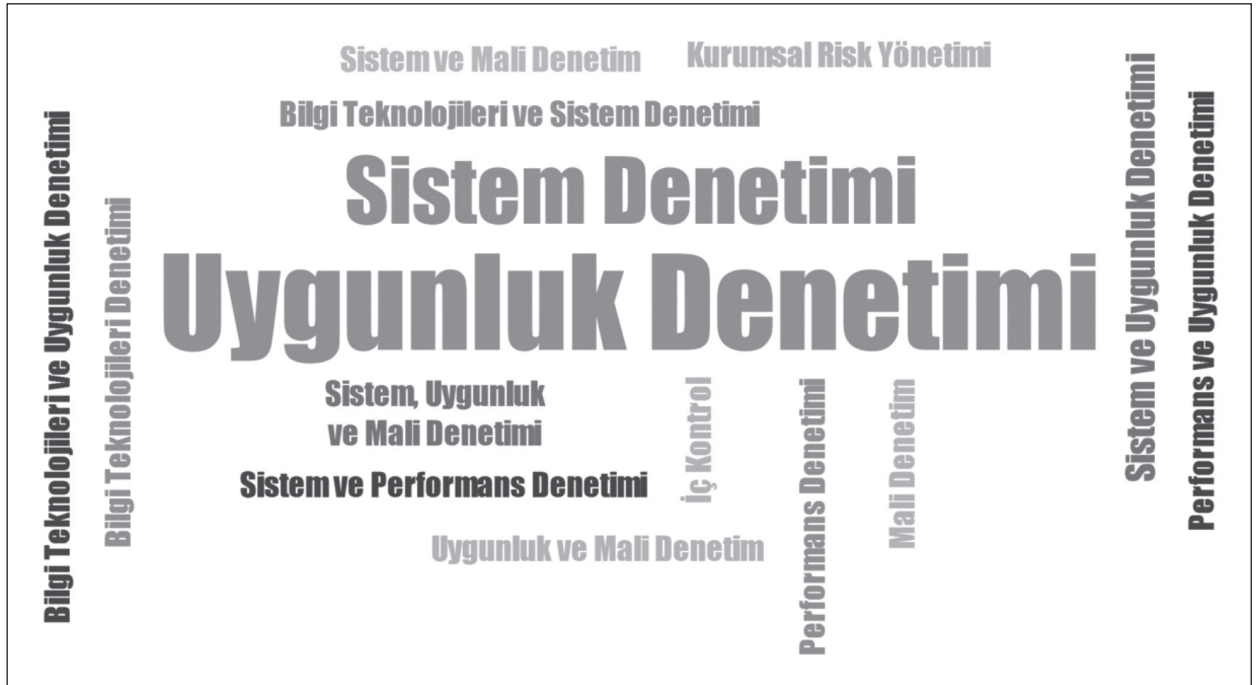 Sistem ve Mali Denetim
Kurumsal Risk Yönetimi
Bilgi Teknolojileri ve Sistem Denetimi
Sistem Denetimi
Uygunluk Denetimi
Sistem, Uygunluk
ve Mali Denetimi
Sistem ve Performans Denetimi
Uygunluk ve Mali Denetim
Bilgi Teknolojileri ve Uygunluk Denetimi
Bilgi Teknolojileri Denetimi
İç Kontrol
Performans Denetimi
Mali Denetim
Sistem ve Uygunluk Denetimi
Performans ve Uygunluk Denetimi